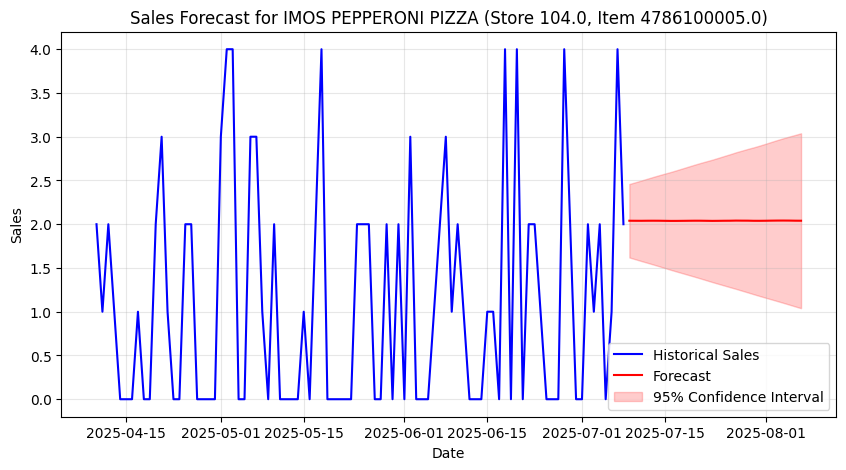 Sales Forecast for IMOS PEPPERONI PIZZA (Store 104.0, Item 4786100005.0)
Sales
4.0
3.5
3.0
2.5
2.0
1.5
1.0
0.5
0.0
Historical Sales
Forecast
95% Confidence Interval
2025-04-15 2025-05-01 2025-05-15 2025-06-01 2025-06-15 2025-07-01 2025-07-15 2025-08-01
Date